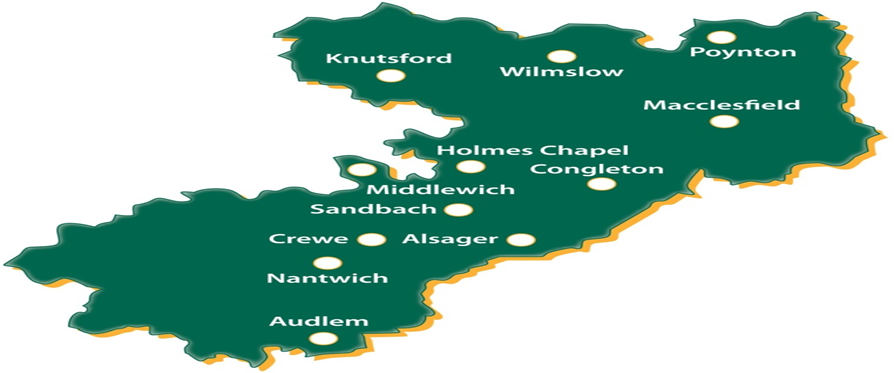 Poynton
Knutsford
Wilmslow
Macclesfield
Holmes Chapel
Congleton
Middlewich
Sandbach
Crewe
Alsager
Nantwich
Audlem